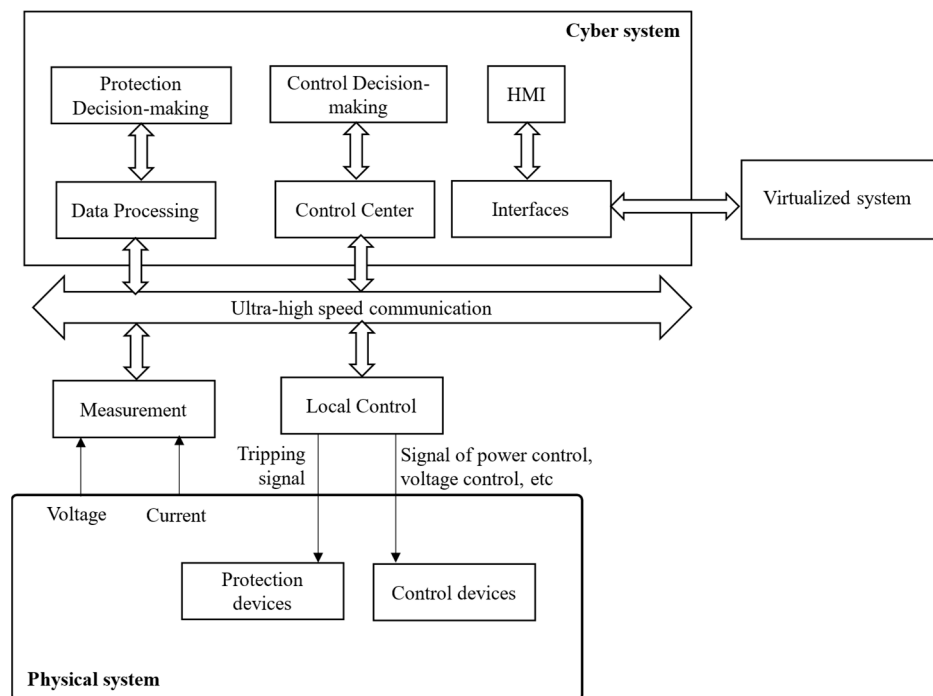 Cyber system
Protection
Decision-making
Control Decision-
making
HMI
Data Processing
Control Center
Interfaces
Virtualized system
Ultra-high speed communication
Measurement
Local Control
Tripping
signal
Signal of power control,
voltage control, etc
Voltage
Current
Protection
devices
Control devices
Physical system